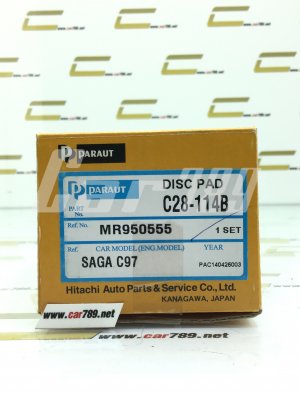 PARAUT
PARAUT
DISC PAD
PART No.
C28-114B
Ref. No.
MR950555
1 SET
Ref.
CAR MODEL (ENG.MODEL)
YEAR
SAGA C97
PAC140426003
Hitachi Auto Parts & Service Co., Ltd.
KANAGAWA, JAPAN
www.car789.net
www.car789.net